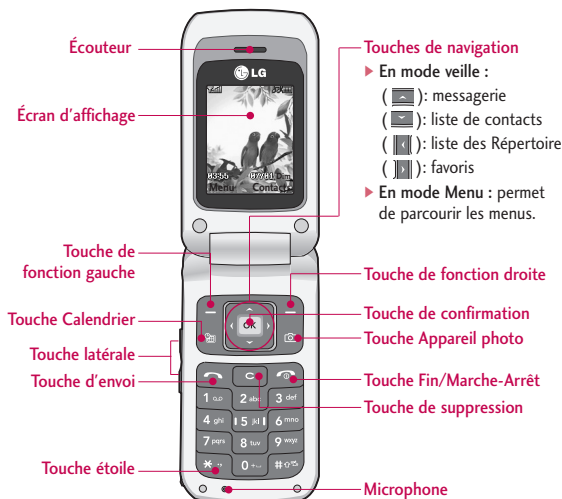 Écouteur
Écran d'affichage
LG
03:55
Menu
Contacts
Touches de navigation
En mode veille :
( ): messagerie
( ): liste de contacts
( ): liste des Répertoire
( ): favoris
En mode Menu : permet
de parcourir les menus.
Touche de
fonction gauche
Touche Calendrier
Touche latérale
Touche d'envoi
Touche étoile
Touche de fonction droite
Touche de confirmation
Touche Appareil photo
Touche Fin/Marche-Arrêt
Touche de suppression
Microphone
OK
C
1
2 abc
3 def
4 ghi
5 jkl
6 mno
7 pqrs
8 tuv
9 wxyz
*
0 +
#